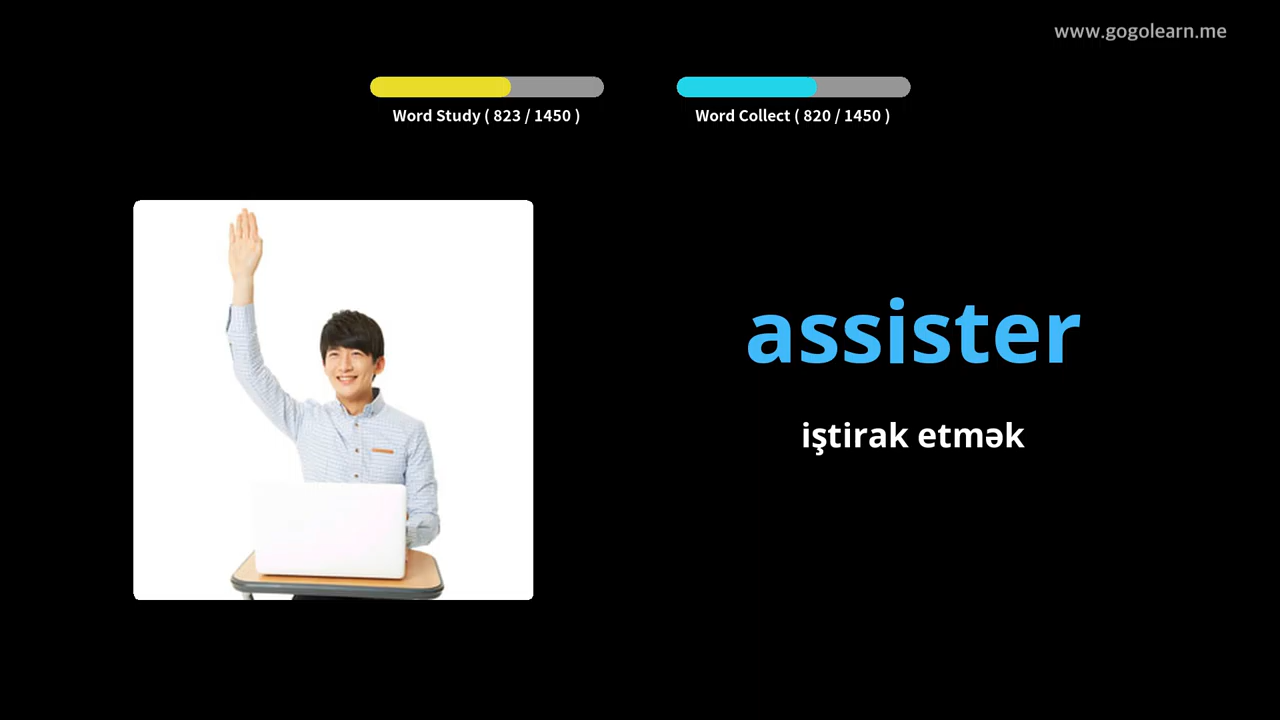 www.gogolearn.me
Word Study ( 823 / 1450 )
Word Collect ( 820 / 1450 )
assister
iştirak etmək